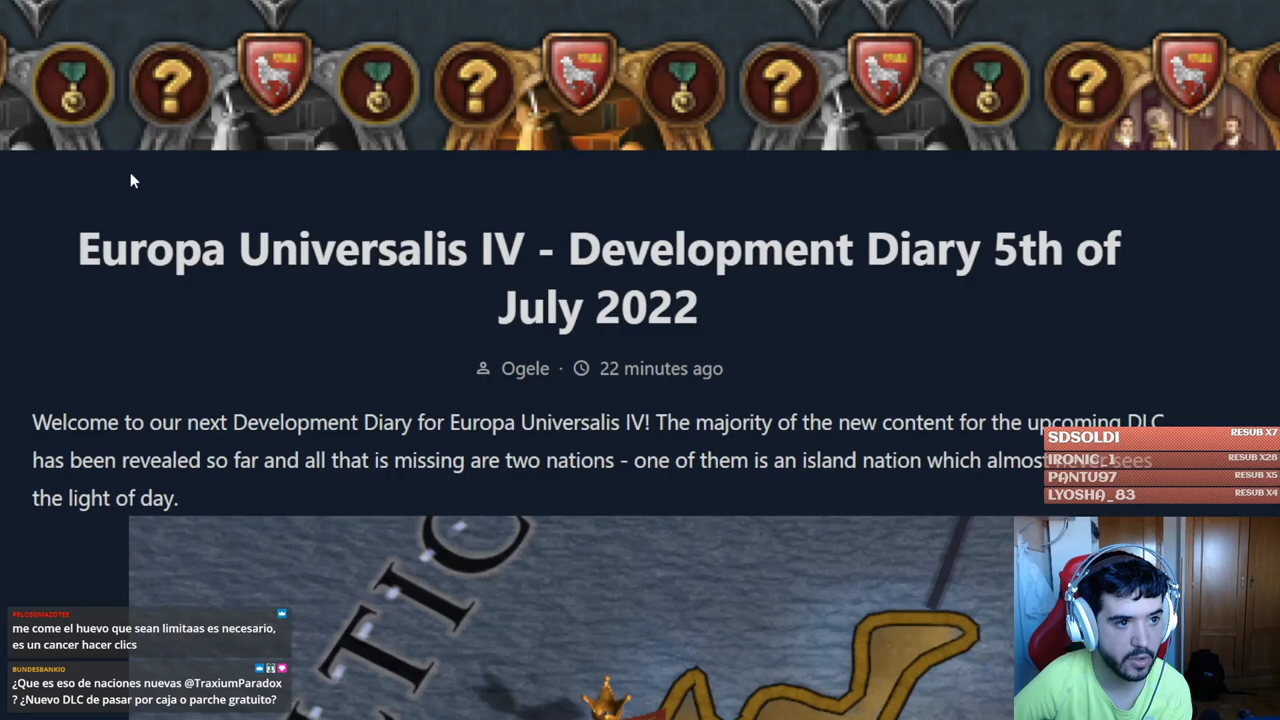 Europa Universalis IV - Development Diary 5th of
July 2022
Ogele · 22 minutes ago
Welcome to our next Development Diary for Europa Universalis IV! The majority of the new content for the upcoming DLC
has been revealed so far and all that is missing are two nations - one of them is an island nation which almost never sees
the light of day.
SDSOLDI RESUB X7
IRONIC_1 RESUB X28
PANTU97 RESUB X5
LYOSHA_83 RESUB X4
TIC
PELOSOMAZOTEE
me come el huevo que sean limitaas es necesario,
es un cancer hacer clics
BUNDESBANKIO
¿Que es eso de naciones nuevas @TraxiumParadox
? ¿Nuevo DLC de pasar por caja o parche gratuito?